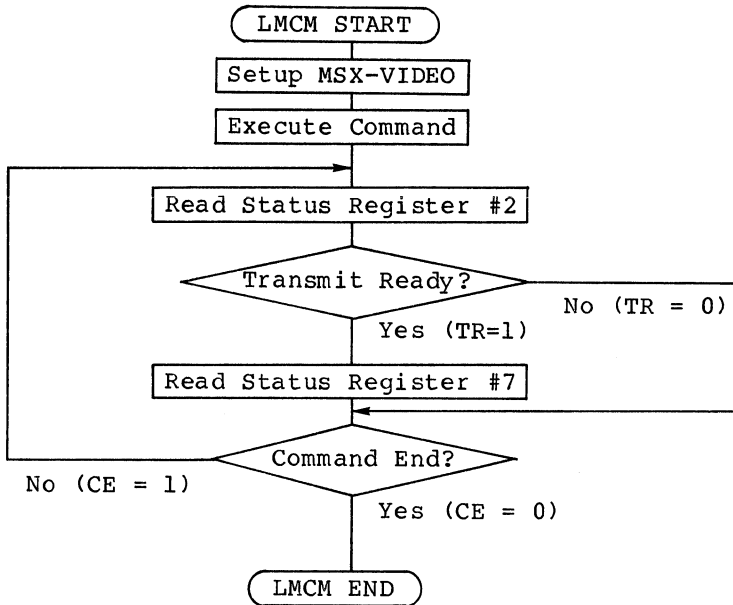 LMCM START
Setup MSX-VIDEO
Execute Command
Read Status Register #2
Transmit Ready?
No (TR = 0)
Yes (TR=1)
Read Status Register #7
Command End?
No (CE = 1)
Yes (CE = 0)
LMCM END